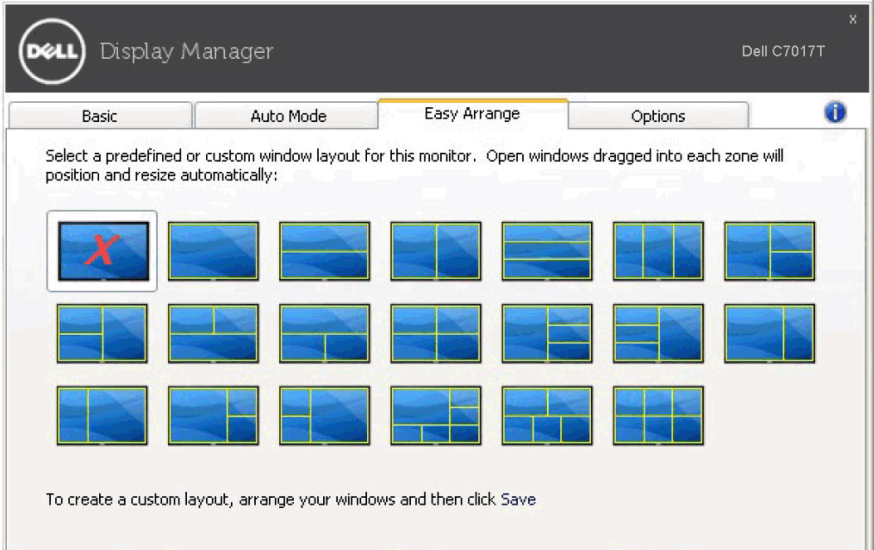 x
DELL Display Manager
Dell C7017T
Basic Auto Mode Easy Arrange Options i
Select a predefined or custom window layout for this monitor. Open windows dragged into each zone will
position and resize automatically:
X
To create a custom layout, arrange your windows and then click Save